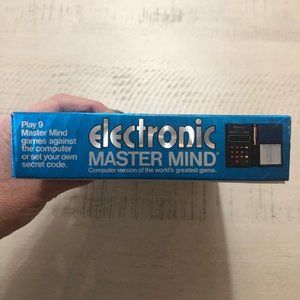 Play 9
Master Mind
games against
the computer
or set your own
secret code.
electronic
MASTER MIND®
Computer version of the world's greatest game.